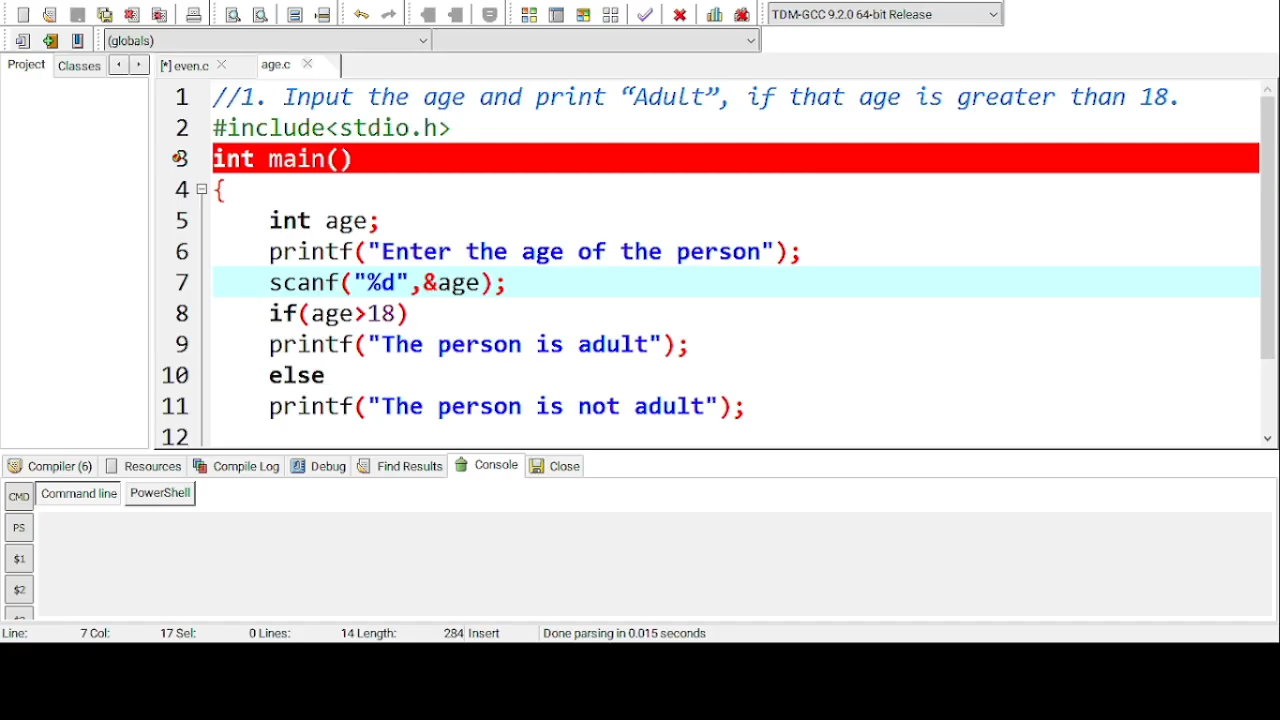 TDM-GCC 9.2.0 64-bit Release
(globals)
Project Classes [*] even.c age.c
1 //1. Input the age and print “Adult”, if that age is greater than 18.
2 #include<stdio.h>
3 int main()
4 {
5 int age;
6 printf("Enter the age of the person");
7 scanf("%d",&age);
8 if(age>18)
9 printf("The person is adult");
10 else
11 printf("The person is not adult");
12
Compiler (6) Resources Compile Log Debug Find Results Console Close
CMD Command line PowerShell
PS
$1
$2
Line: 7 Col: 17 Sel: 0 Lines: 14 Length: 284 Insert Done parsing in 0.015 seconds